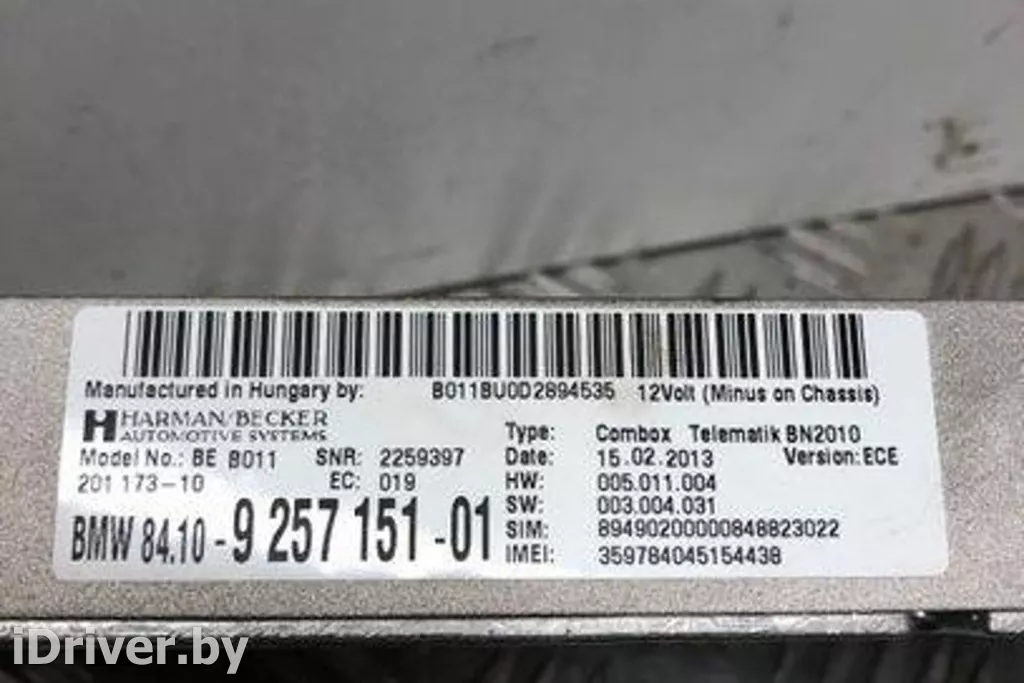 Manufactured in Hungary by: B011BU0D2894535 12Volt (Minus on Chassis)
HARMAN/BECKER
AUTOMOTIVE SYSTEMS
Model No.: BE 8011 SNR: 2259397
201 173-10 EC: 019
BMW 84.10 - 9 257 151 - 01
Type: Combox Telematik BN2010
Date: 15.02.2013 Version: ECE
HW: 005.011.004
SW: 003.004.031
SIM: 89490200000848823022
IMEI: 359784045154438
iDriver.by